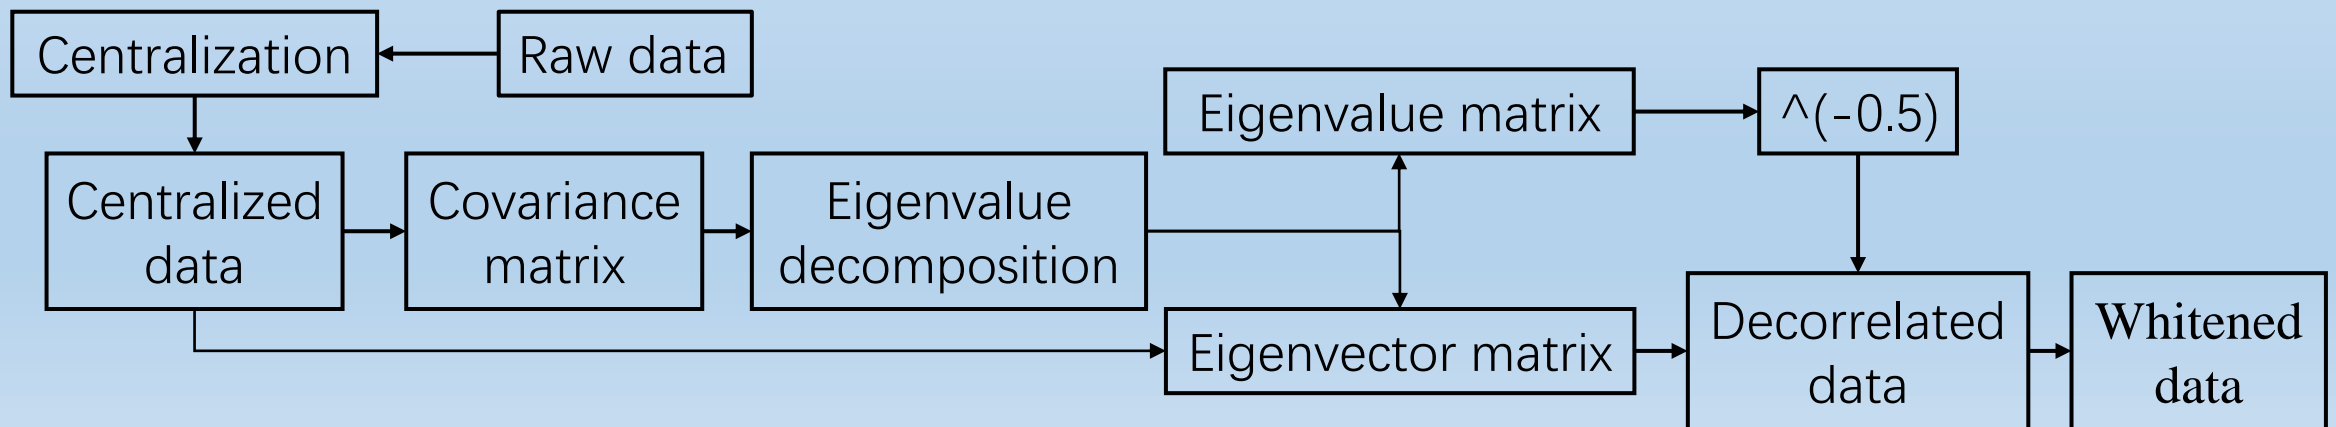 Centralization
Raw data
Eigenvalue matrix
^(-0.5)
Centralized
data
Covariance
matrix
Eigenvalue
decomposition
Eigenvector matrix
Decorrelated
data
Whitened
data